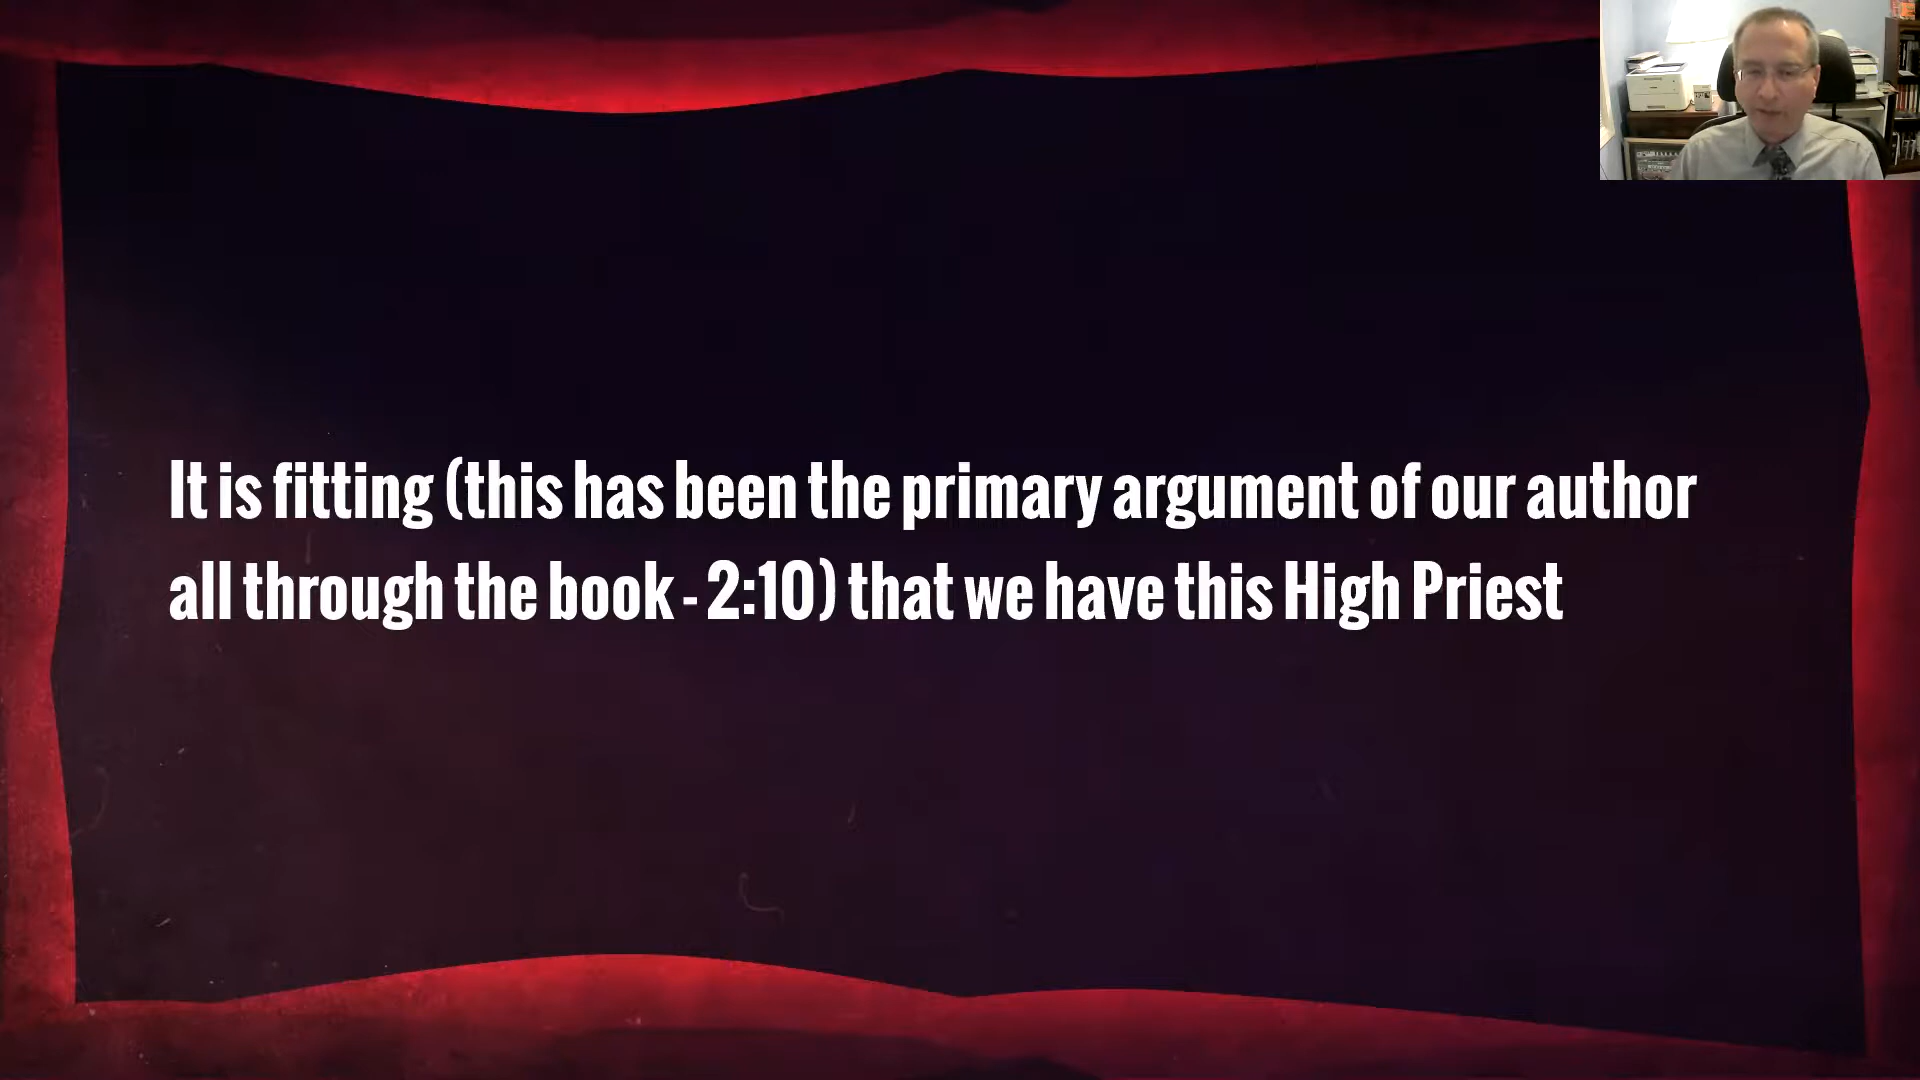 It is fitting (this has been the primary argument of our author
all through the book - 2:10) that we have this High Priest